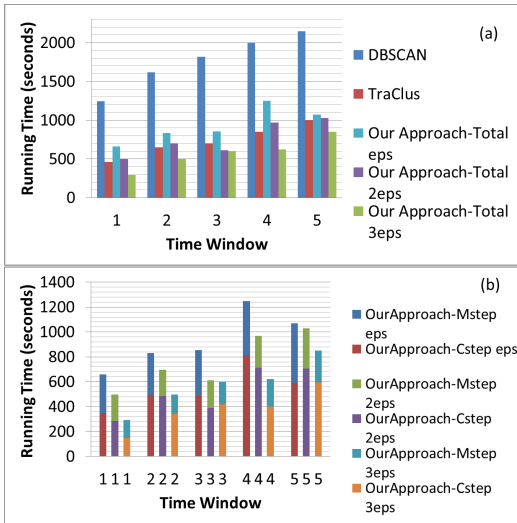 (a)
Running Time (seconds)
2000
1500
1000
500
0
1 2 3 4 5
Time Window
DBSCAN
TraClus
Our Approach-Total
eps
Our Approach-Total
2eps
Our Approach-Total
3eps
(b)
Running Time (seconds)
1400
1200
1000
800
600
400
200
0
1 1 1 2 2 2 3 3 3 4 4 4 5 5 5
Time Window
OurApproach-Mstep
eps
OurApproach-Cstep eps
OurApproach-Mstep
2eps
OurApproach-Cstep
2eps
OurApproach-Mstep
3eps
OurApproach-Cstep
3eps